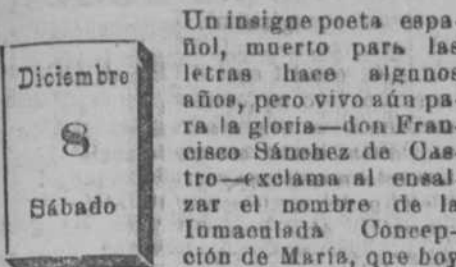 Diciembre
8
Sábado
Un insigne poeta espa-
ñol, muerto para las
letras hace algunos
años, pero vivo aún pa-
ra la gloria—don Fran-
cisco Sánchez de Cas-
tro—exclama al ensal-
zar el nombre de la
Inmaculada Concep-
ción de María, que hoy